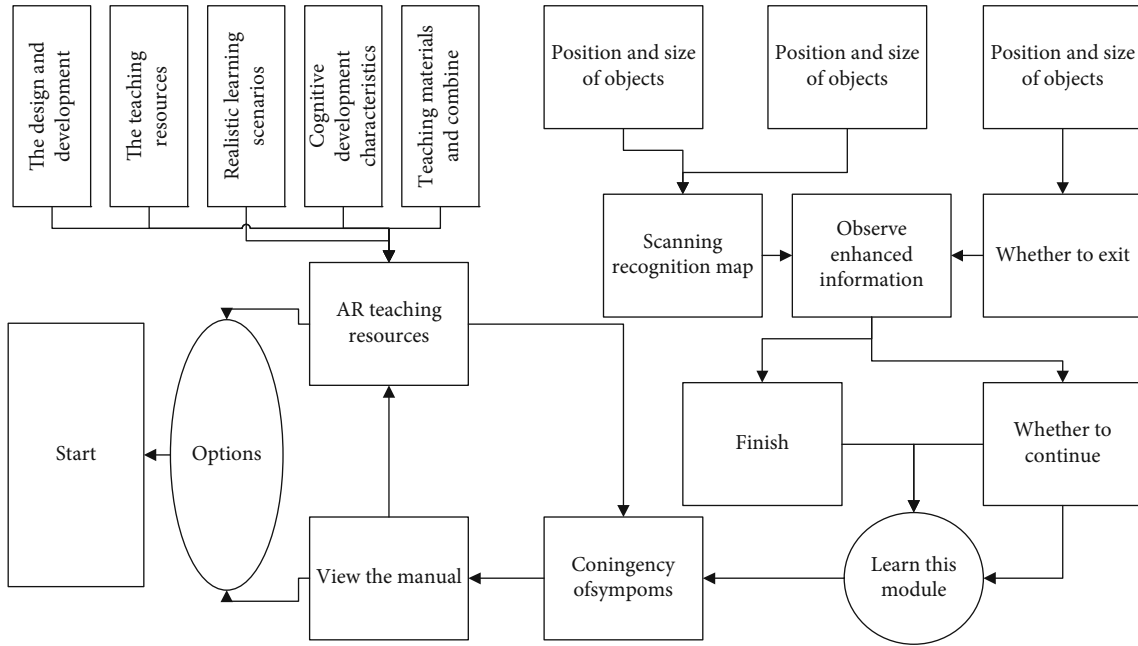 The design and
development
The teaching
resources
Realistic learning
scenarios
Cognitive
development
characteristics
Teaching materials
and combine
Position and size
of objects
Position and size
of objects
Position and size
of objects
Scanning
recognition map
Observe
enhanced
information
Whether to exit
AR teaching
resources
Start
Options
Finish
Whether to
continue
View the manual
Coningency
ofsympoms
Learn this
module